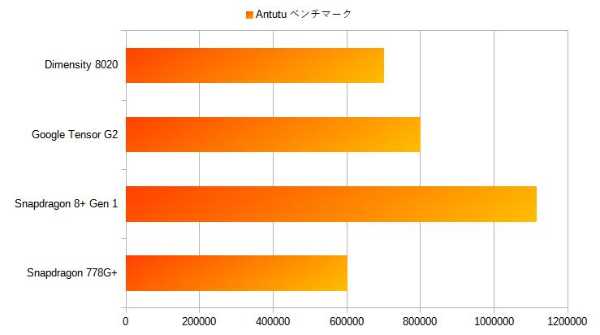 Antutu ベンチマーク
Dimensity 8020
Google Tensor G2
Snapdragon 8+ Gen 1
Snapdragon 778G+
0 200000 400000 600000 800000 1000000 1200000